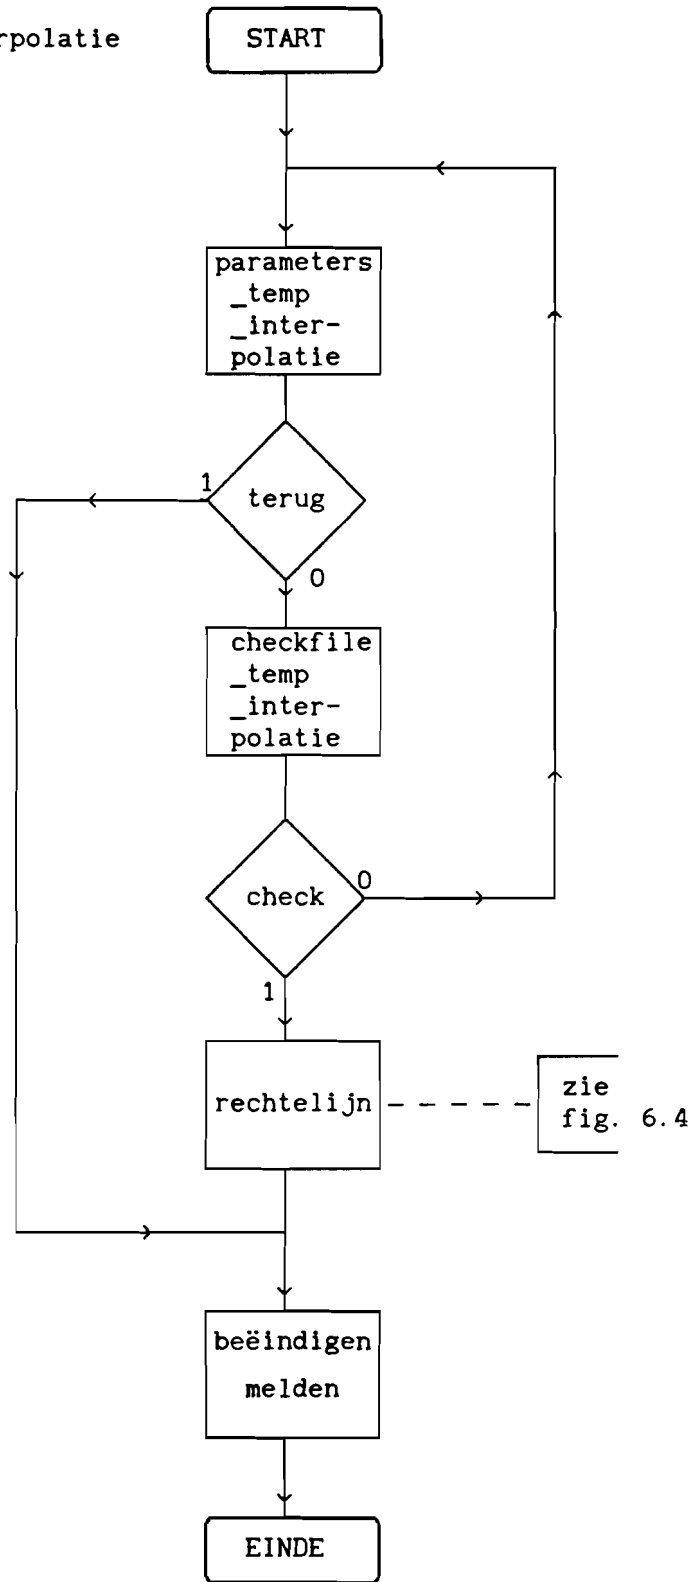 rpolatie
START
parameters
_temp
_inter-
polatie
1
terug
0
checkfile
_temp
_inter-
polatie
check
0
1
rechtelijn
zie
fig. 6.4
beëindigen
melden
EINDE